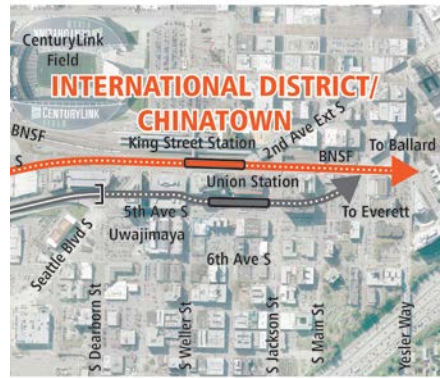 CenturyLink
Field
CENTURYLINK
FIELD
INTERNATIONAL DISTRICT/
CHINATOWN
BNSF
King Street Station
2nd Ave Ext S
BNSF
To Ballard
S
Union Station
5th Ave S
To Everett
Uwajimaya
Seattle Blvd S
6th Ave S
S Dearborn St
S Weller St
S Jackson St
S Main St
Yesler Way